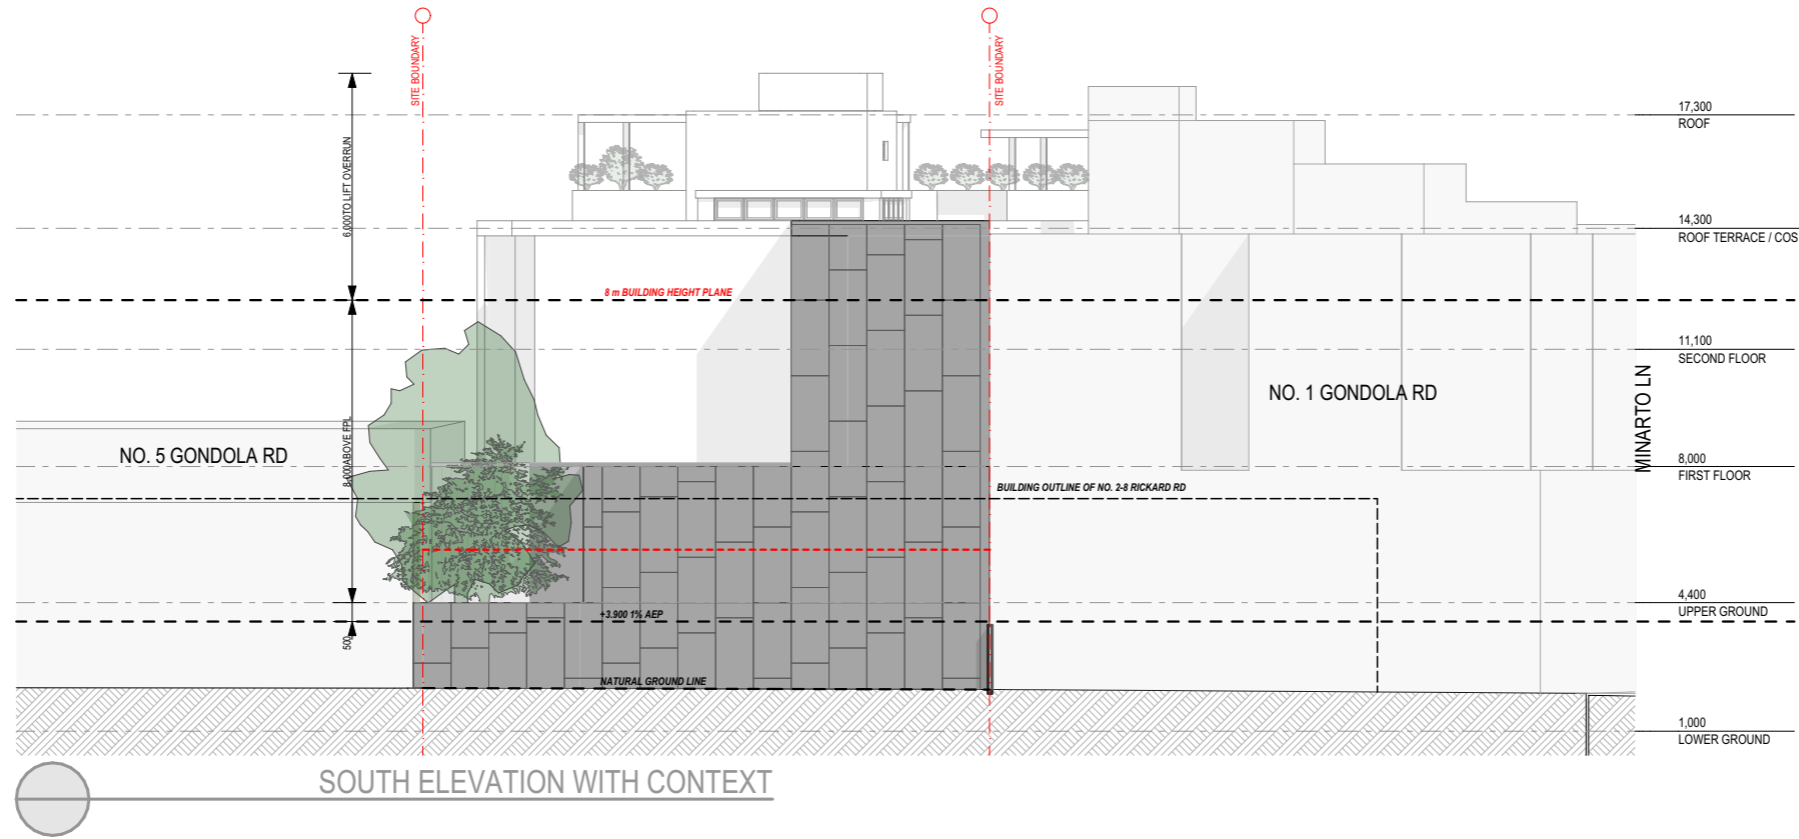 SITE BOUNDARY
SITE BOUNDARY
17,300
ROOF
6,000TO LIFT OVERRUN
14,300
ROOF TERRACE / COS
8 m BUILDING HEIGHT PLANE
11,100
SECOND FLOOR
NO. 1 GONDOLA RD
MINARTO LN
NO. 5 GONDOLA RD
8,000ABOVE FPL
8,000
FIRST FLOOR
BUILDING OUTLINE OF NO. 2-8 RICKARD RD
4,400
UPPER GROUND
+3.900 1% AEP
500
NATURAL GROUND LINE
1,000
LOWER GROUND
SOUTH ELEVATION WITH CONTEXT